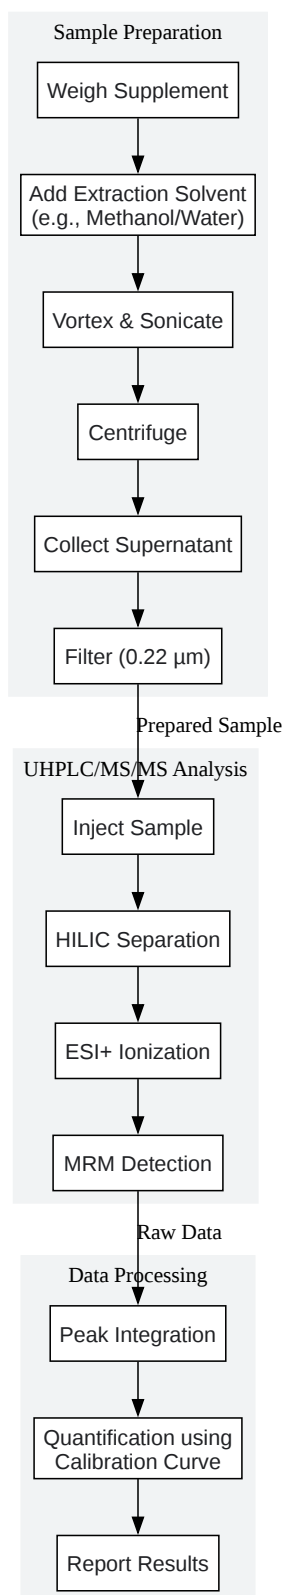 Sample Preparation
Weigh Supplement
Add Extraction Solvent
(e.g., Methanol/Water)
Vortex & Sonicate
Centrifuge
Collect Supernatant
Filter (0.22 µm)
Prepared Sample
UHPLC/MS/MS Analysis
Inject Sample
HILIC Separation
ESI+ Ionization
MRM Detection
Raw Data
Data Processing
Peak Integration
Quantification using
Calibration Curve
Report Results